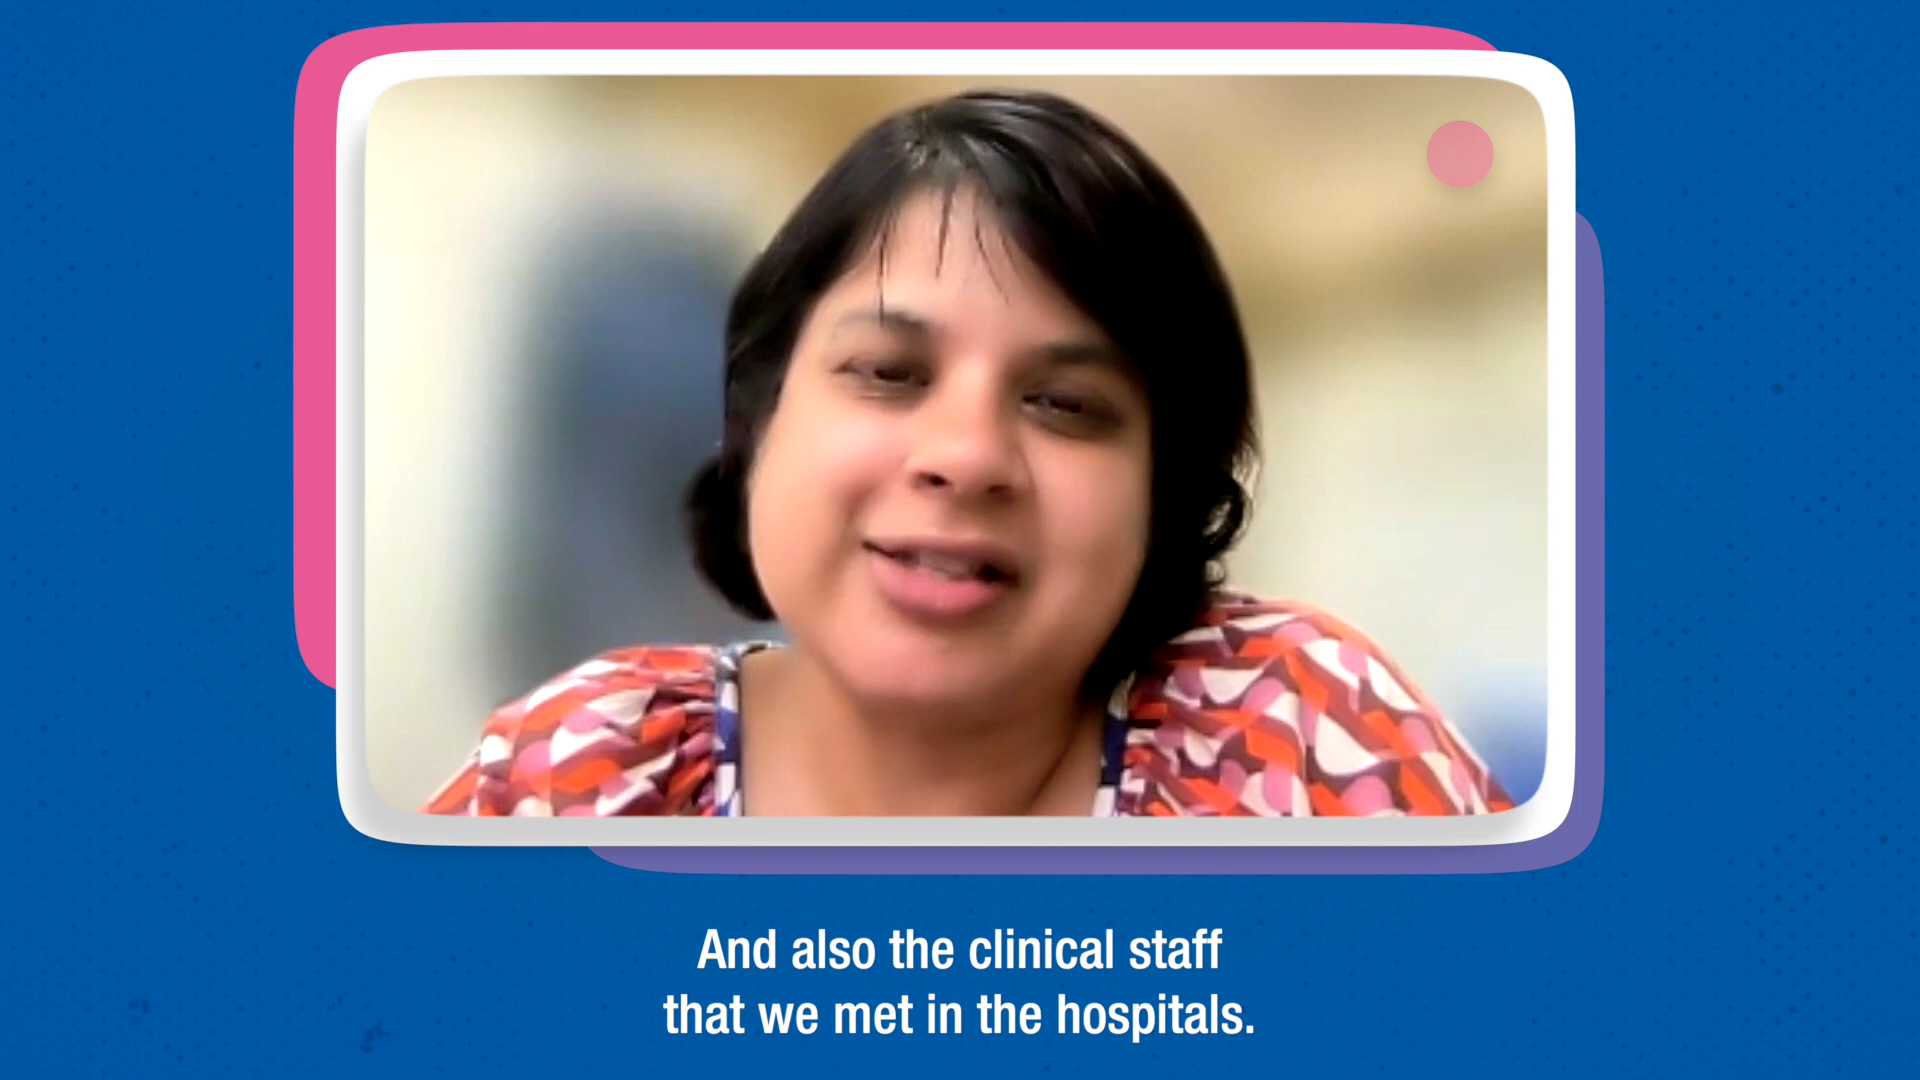 And also the clinical staff
that we met in the hospitals.